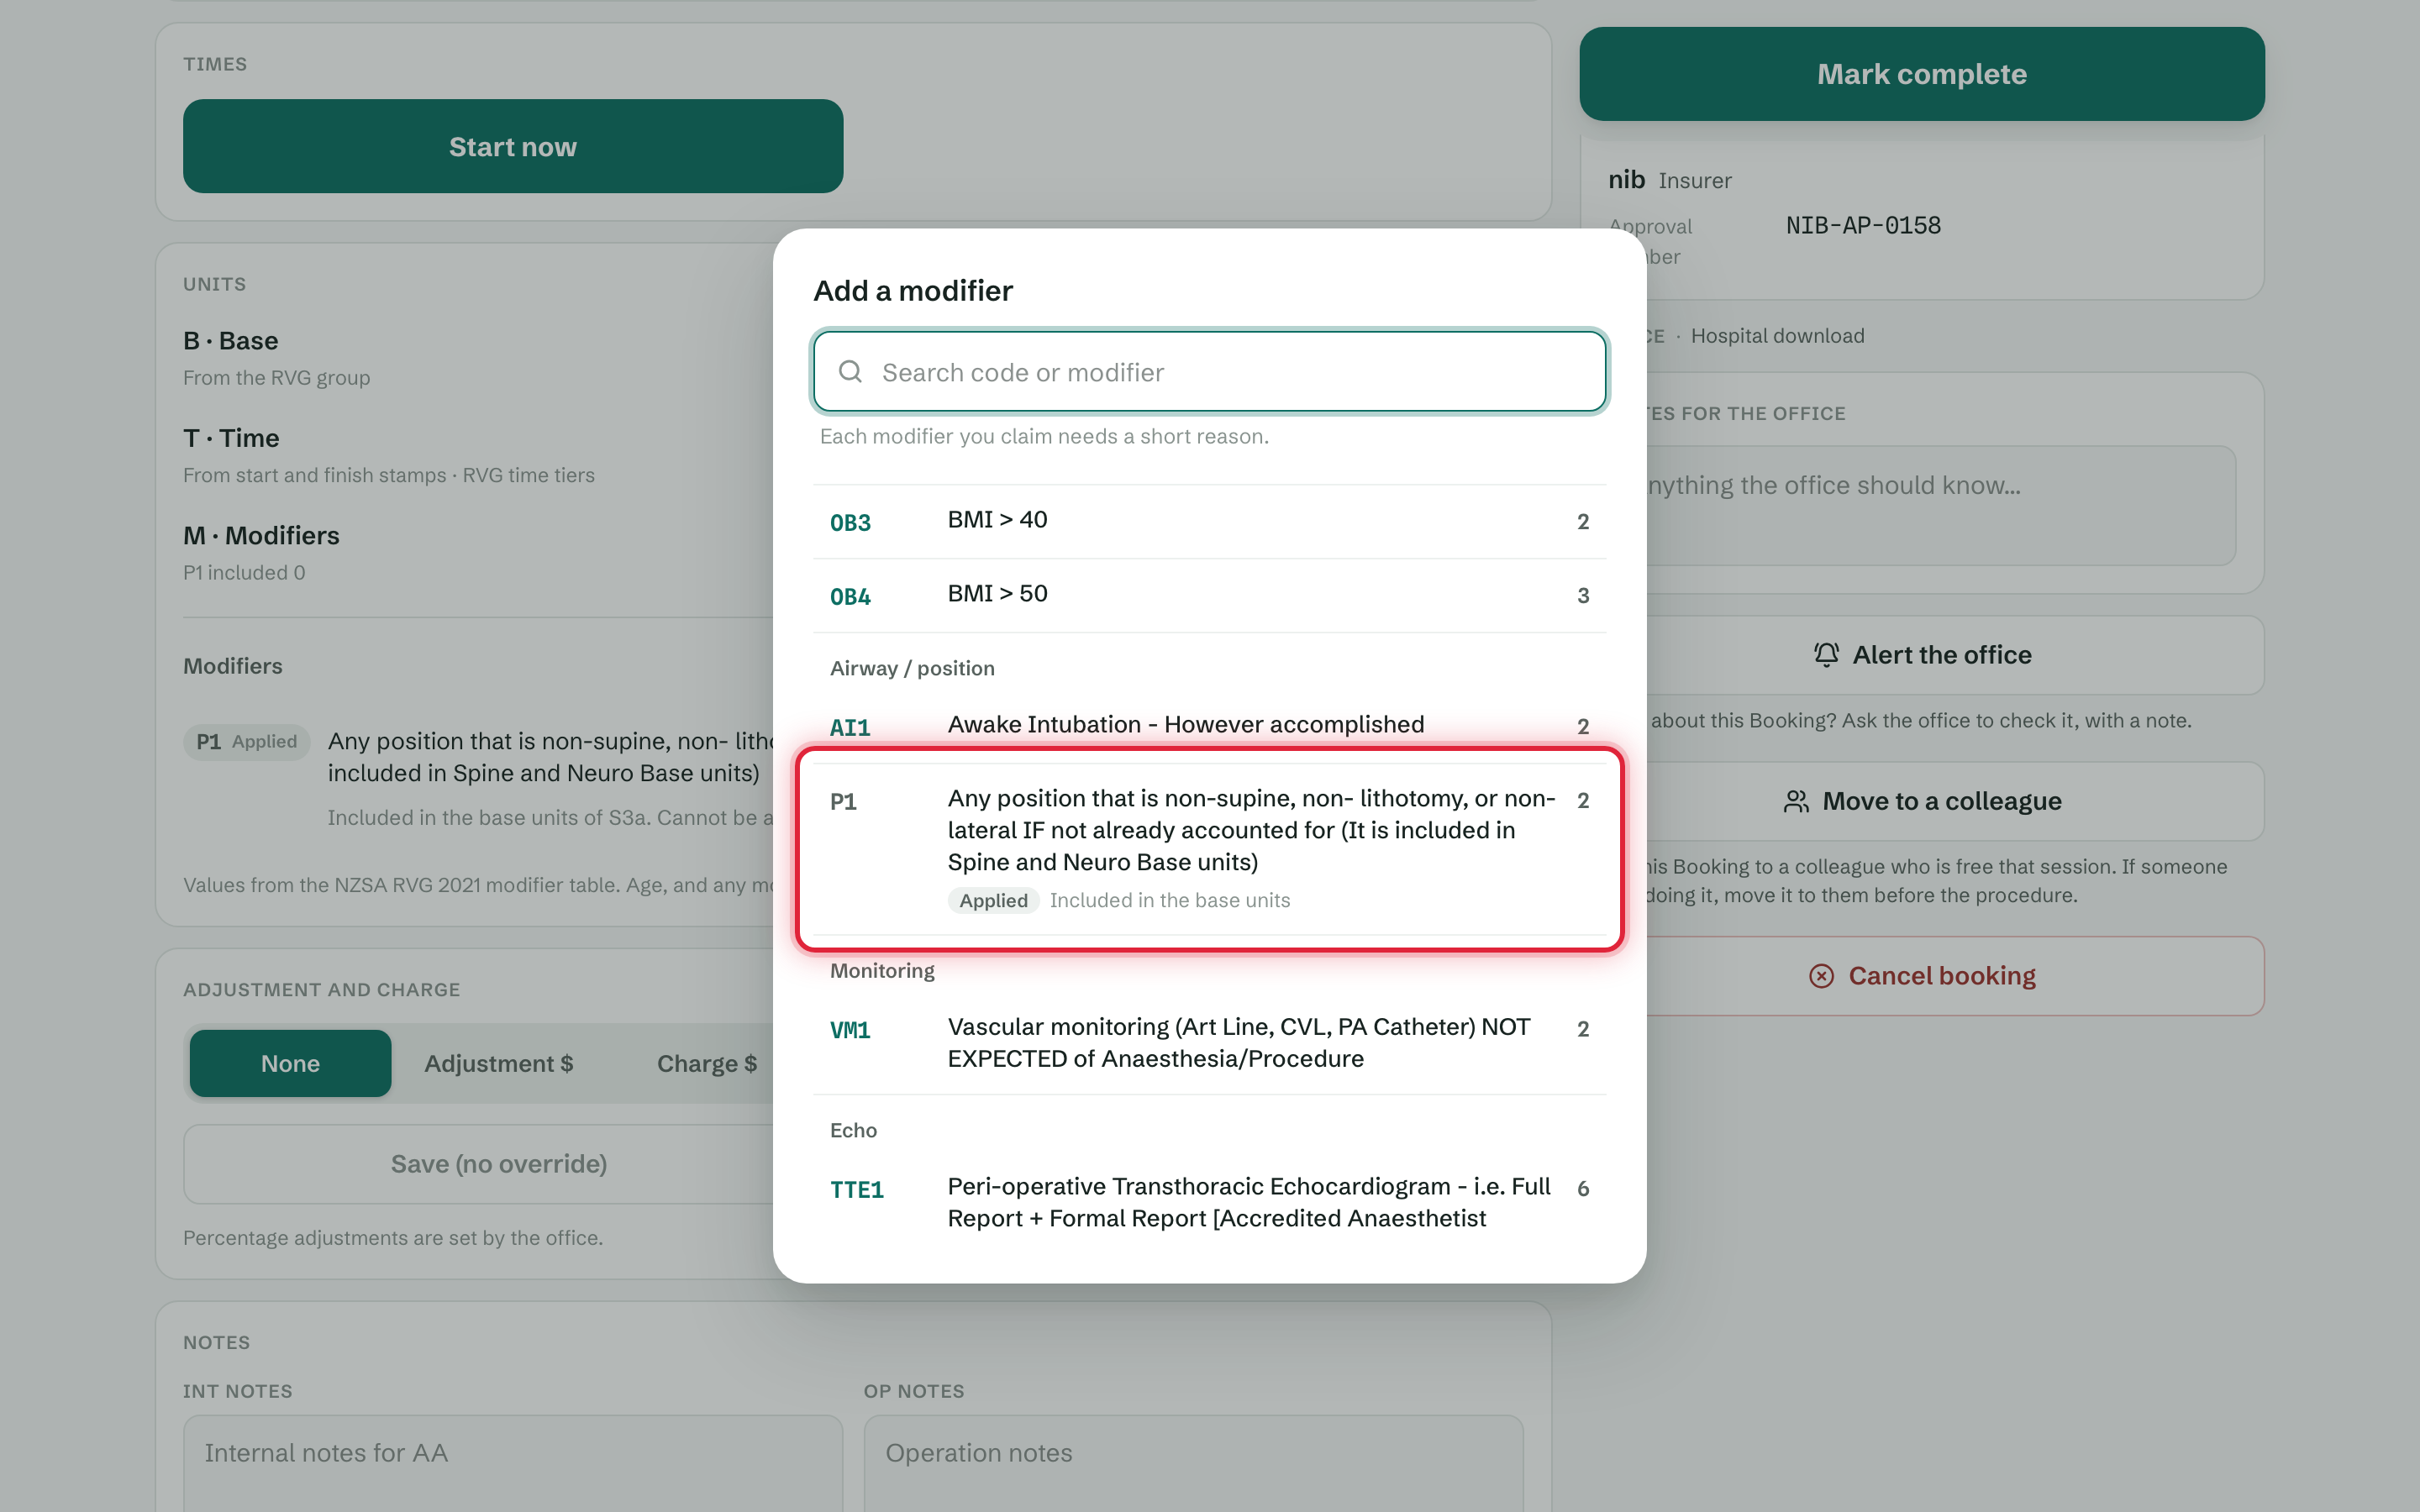 TIMES
Start now
UNITS
B · Base
From the RVG group
T · Time
From start and finish stamps · RVG time tiers
M · Modifiers
P1 included 0
Modifiers
P1 Applied
Any position that is non-supine, non-
included in Spine and Neuro Base units)
Included in the base units of S3a. Cannot be
Values from the NZSA RVG 2021 modifier table. Age, and any
ADJUSTMENT AND CHARGE
None
Adjustment $
Charge $
Save (no override)
Percentage adjustments are set by the office.
NOTES
INT NOTES
Internal notes for AA
OP NOTES
Operation notes
Add a modifier
Search code or modifier
Each modifier you claim needs a short reason.
OB3 BMI > 40 2
OB4 BMI > 50 3
Airway / position
AI1 Awake Intubation - However accomplished 2
P1 Any position that is non-supine, non- lithotomy, or non- 2
lateral IF not already accounted for (It is included in
Spine and Neuro Base units)
Applied Included in the base units
Monitoring
VM1 Vascular monitoring (Art Line, CVL, PA Catheter) NOT 2
EXPECTED of Anaesthesia/Procedure
Echo
TTE1 Peri-operative Transthoracic Echocardiogram - i.e. Full 6
Report + Formal Report [Accredited Anaesthetist
Mark complete
nib Insurer
Approval NIB-AP-0158
· Hospital download
FOR THE OFFICE
the office should know...
Alert the office
about this Booking? Ask the office to check it, with a note.
Move to a colleague
Booking to a colleague who is free that session. If someone
doing it, move it to them before the procedure.
Cancel booking